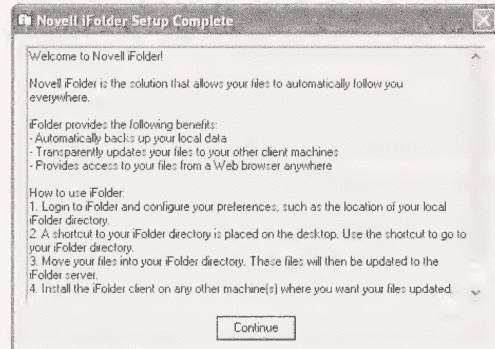 Novell iFolder Setup Complete
Welcome to Novell iFolder!
Novell iFolder is the solution that allows your files to automatically follow you
everywhere.
iFolder provides the following benefits:
- Automatically backs up your local data
- Transparently updates your files to your other client machines
- Provides access to your files from a Web browser anywhere
How to use iFolder:
1. Login to iFolder and configure your preferences, such as the location of your local
iFolder directory.
2. A shortcut to your iFolder directory is placed on the desktop. Use the shortcut to go to
your iFolder directory.
3. Move your files into your iFolder directory. These files will then be updated to the
iFolder server.
4. Install the iFolder client on any other machine(s) where you want your files updated.
Continue